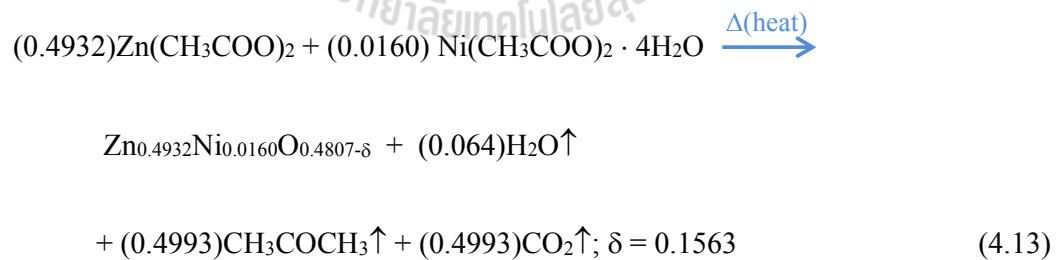 (0.4932)Zn(CH₃COO)₂ + (0.0160) Ni(CH₃COO)₂ · 4H₂O Δ(heat) →
Zn₀.₄₉₃₂Ni₀.₀₁₆₀O₀.₄₈₀₇₋δ + (0.064)H₂O↑
+ (0.4993)CH₃COCH₃↑ + (0.4993)CO₂↑; δ = 0.1563 (4.13)